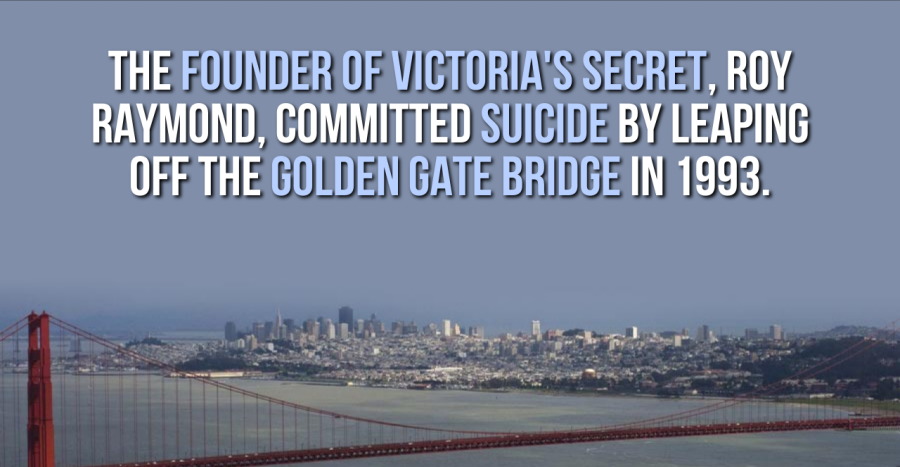 THE FOUNDER OF VICTORIA'S SECRET, ROY
RAYMOND, COMMITTED SUICIDE BY LEAPING
OFF THE GOLDEN GATE BRIDGE IN 1993.